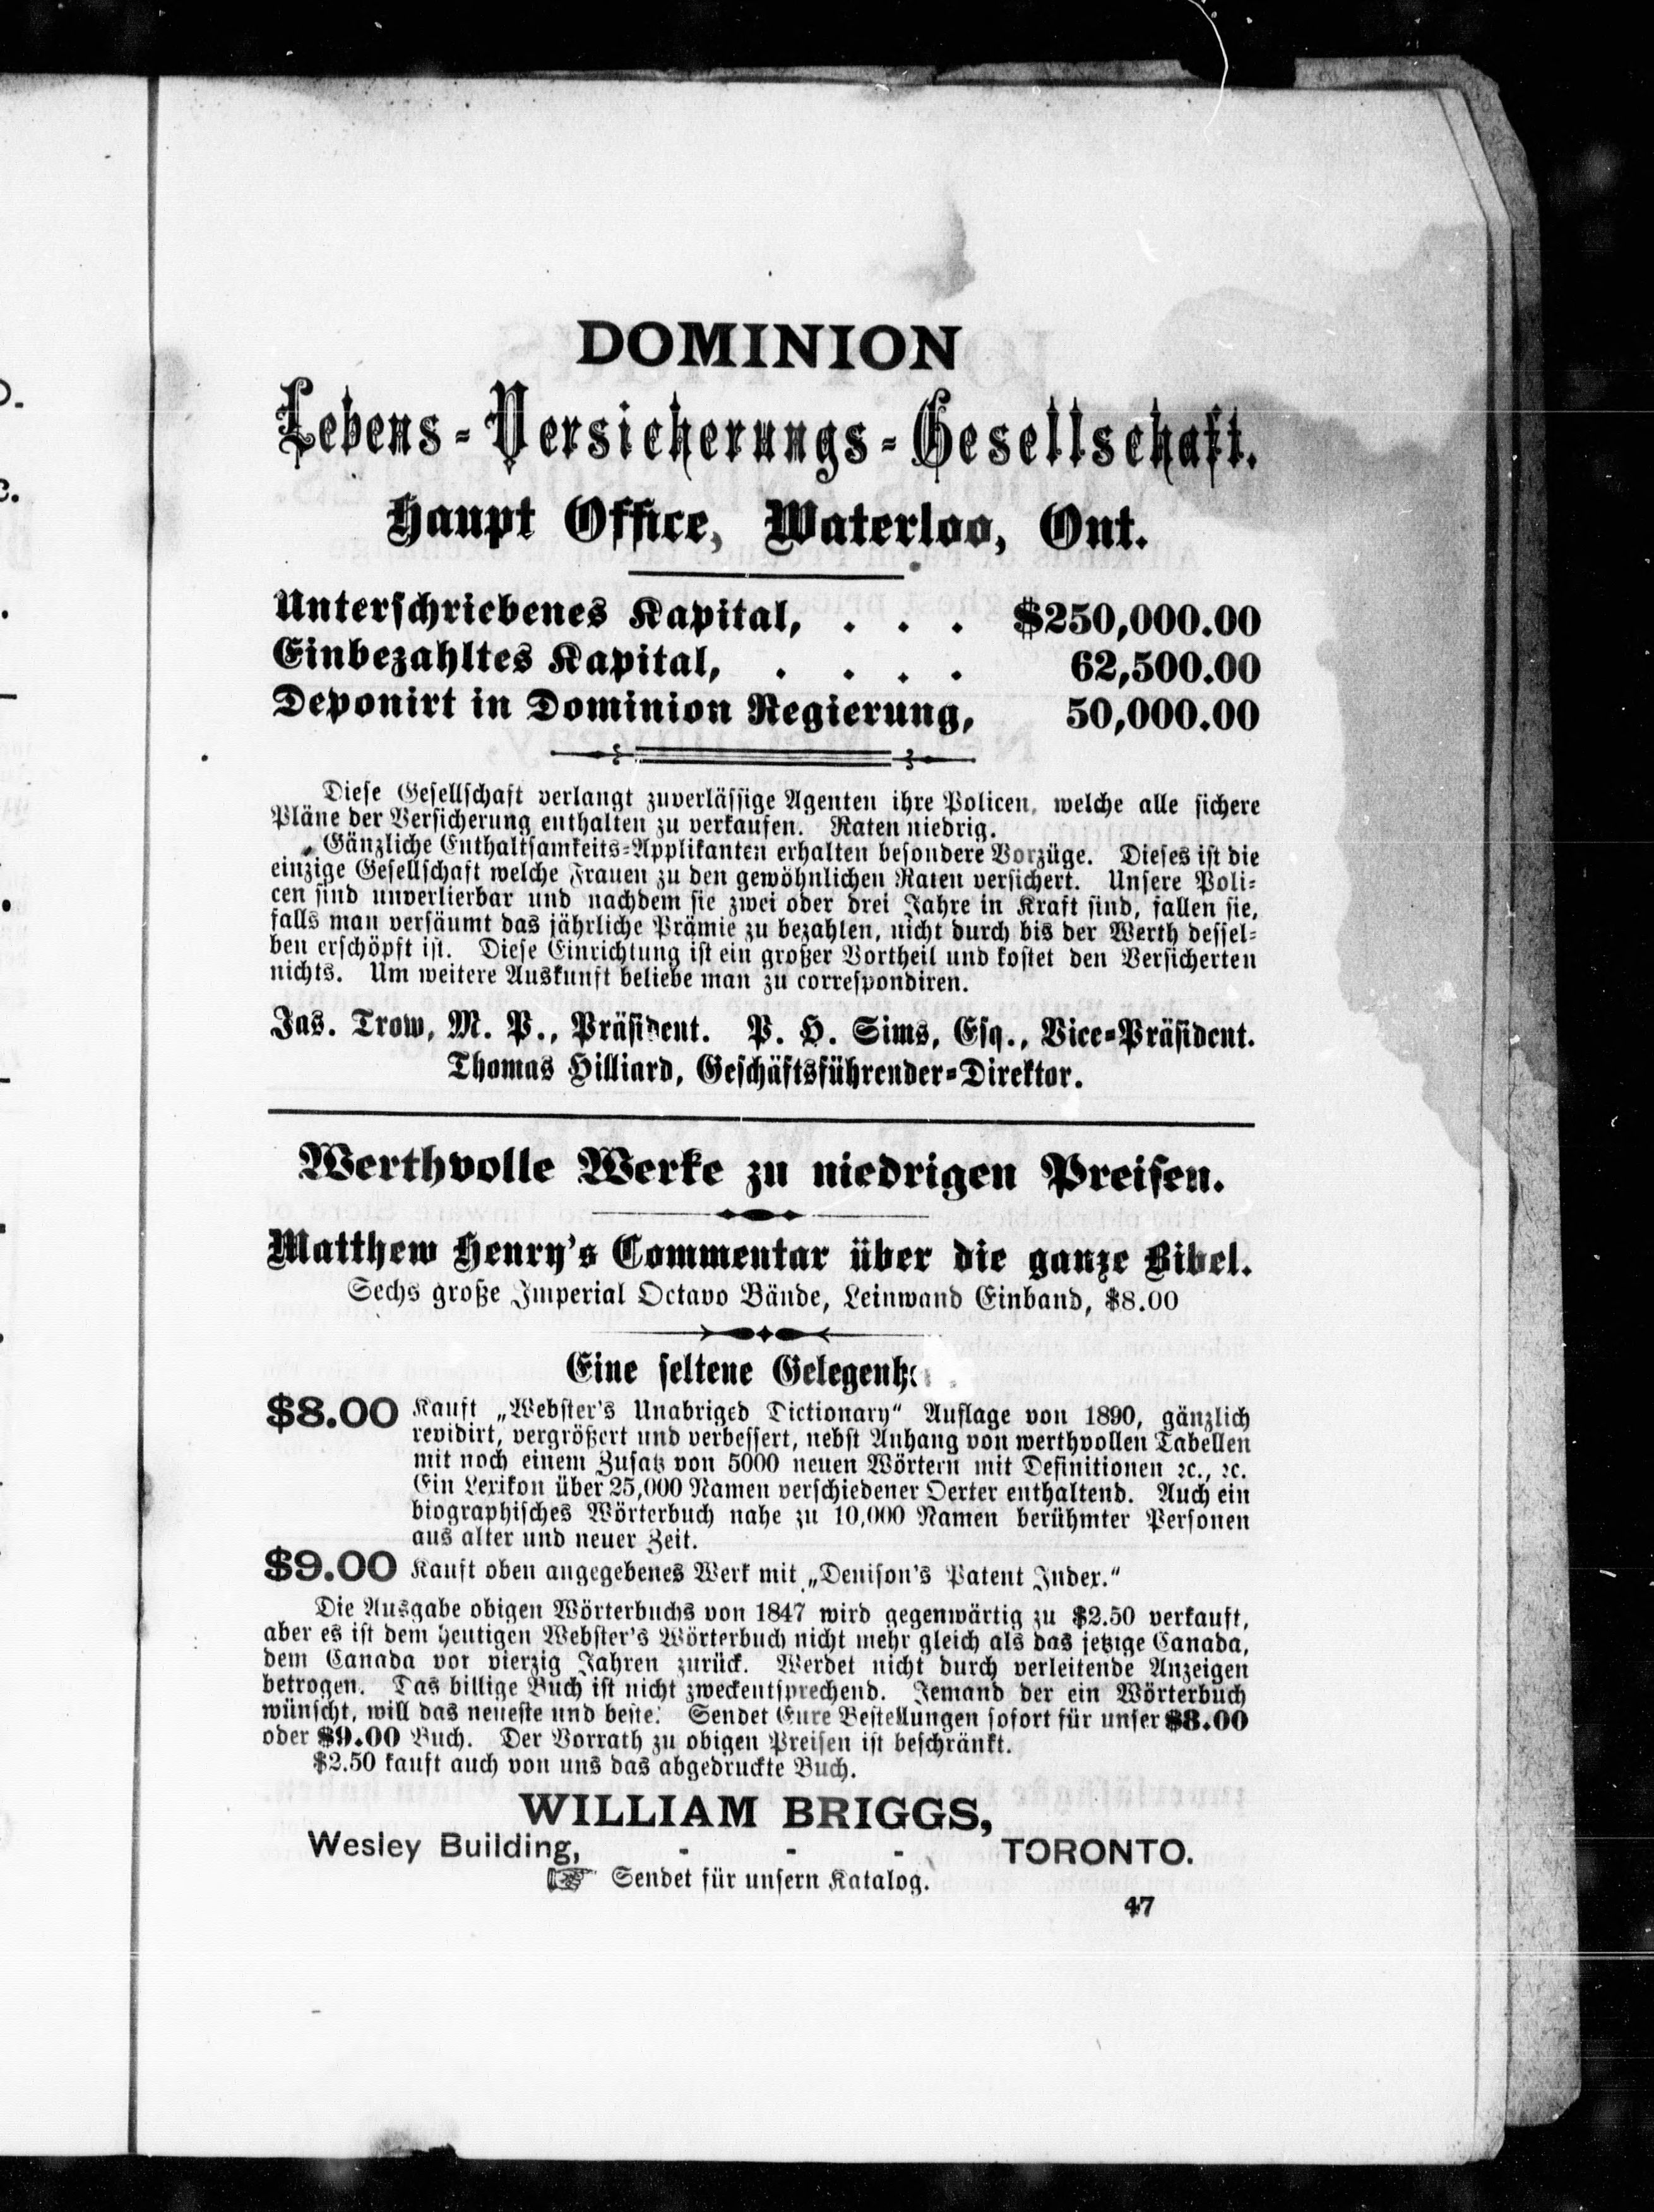 DOMINION
Lebens-Versicherungs-Gesellschaft.
Haupt Office, Waterloo, Ont.
Unterschriebenes Kapital, . . . $250,000.00
Einbezahltes Kapital, . . . . 62,500.00
Deponirt in Dominion Regierung, 50,000.00
Diese Gesellschaft verlangt zuverlässige Agenten ihre Policen, welche alle sichere
Pläne der Versicherung enthalten zu verkaufen. Raten niedrig.
Gänzliche Enthaltsamkeits-Applikanten erhalten besondere Vorzüge. Dieses ist die
einzige Gesellschaft welche Frauen zu den gewöhnlichen Raten versichert. Unsere Poli-
cen sind unverlierbar und nachdem sie zwei oder drei Jahre in Kraft sind, fallen sie,
falls man versäumt das jährliche Prämie zu bezahlen, nicht durch bis der Werth dessel-
ben erschöpft ist. Diese Einrichtung ist ein großer Vortheil und kostet den Versicherten
nichts. Um weitere Auskunft beliebe man zu correspondiren.
Jas. Trow, M. P., Präsident. P. H. Sims, Esq., Vice-Präsident.
Thomas Hilliard, Geschäftsführender-Direktor.
Werthvolle Werke zu niedrigen Preisen.
Matthew Henry's Commentar über die ganze Bibel.
Sechs große Imperial Octavo Bände, Leinwand Einband, $8.00
Eine seltene
$8.00 Kauft „Webster's Unabriged Dictionary“ Auflage von 1890, gänzlich
revidirt, vergrößert und verbessert, nebst Anhang von werthvollen Tabellen
mit noch einem Zusatz von 5000 neuen Wörtern mit Definitionen ꝛc., ꝛc.
Ein Lexikon über 25,000 Namen verschiedener Oerter enthaltend. Auch ein
biographisches Wörterbuch nahe zu 10,000 Namen berühmter Personen
aus alter und neuer Zeit.
$9.00 Kauft oben angegebenes Werk mit „Denison's Patent Index.“
Die Ausgabe obigen Wörterbuchs von 1847 wird gegenwärtig zu $2.50 verkauft,
aber es ist dem heutigen Webster's Wörterbuch nicht mehr gleich als das jetzige Canada,
dem Canada vor vierzig Jahren zurück. Werdet nicht durch verleitende Anzeigen
betrogen. Das billige Buch ist nicht zweckentsprechend. Jemand der ein Wörterbuch
wünscht, will das neueste und beste. Sendet Eure Bestellungen sofort für unser $8.00
oder $9.00 Buch. Der Vorrath zu obigen Preisen ist beschränkt.
$2.50 kauft auch von uns das abgedruckte Buch.
WILLIAM BRIGGS,
Wesley Building, - - - TORONTO.
☞ Sendet für unsern Katalog.
47